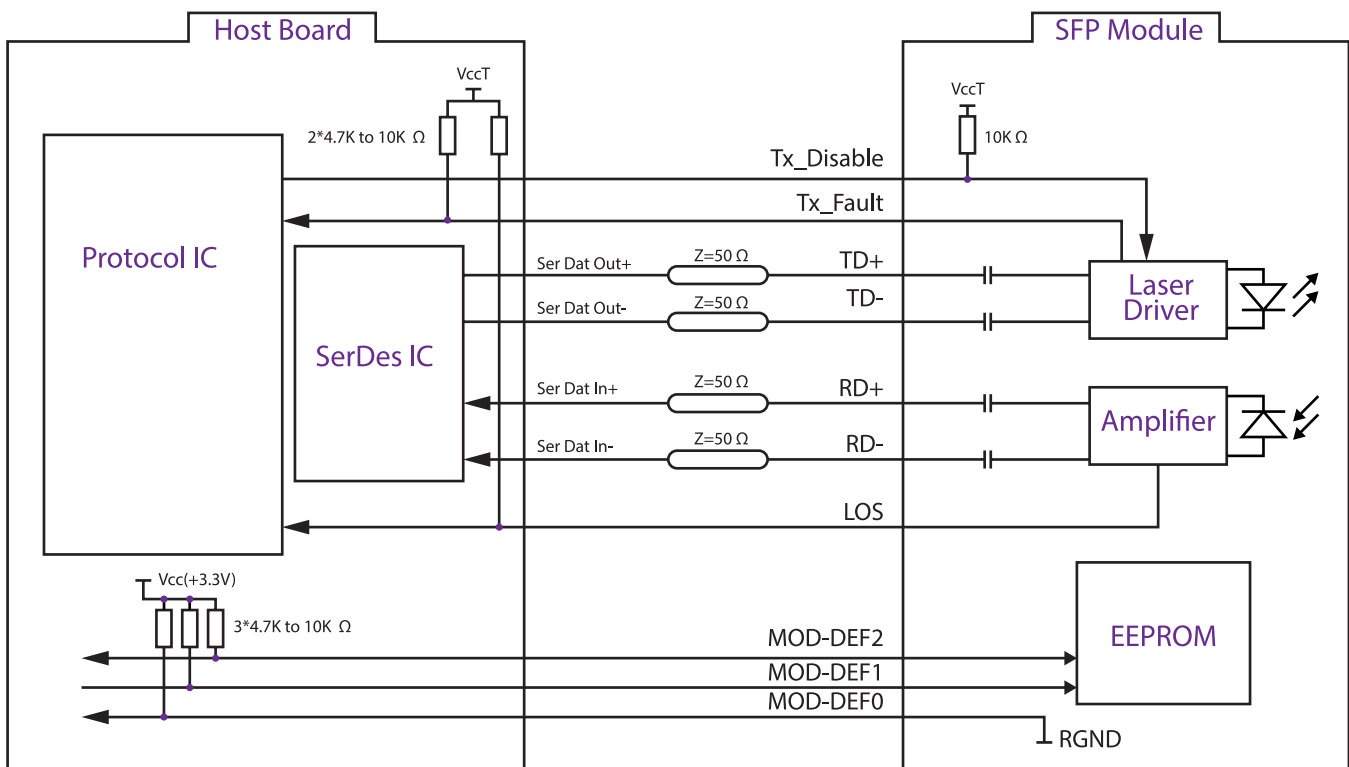 Host Board
SFP Module
VccT
VccT
2*4.7K to 10K Ω
10K Ω
Tx_Disable
Tx_Fault
Protocol IC
Ser Dat Out+
Z=50 Ω
TD+
Ser Dat Out-
Z=50 Ω
TD-
Laser
Driver
SerDes IC
Ser Dat In+
Z=50 Ω
RD+
Ser Dat In-
Z=50 Ω
RD-
Amplifier
LOS
Vcc(+3.3V)
3*4.7K to 10K Ω
MOD-DEF2
MOD-DEF1
MOD-DEF0
EEPROM
RGND